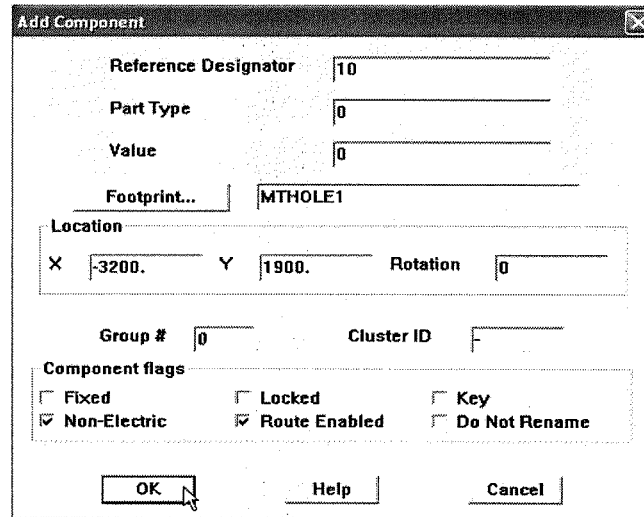 Add Component
Reference Designator 10
Part Type 0
Value 0
Footprint... MTHOLE1
Location
X -3200. Y 1900. Rotation 0
Group # 0 Cluster ID -
Component flags
Fixed Locked Key
Non-Electric Route Enabled Do Not Rename
OK Help Cancel